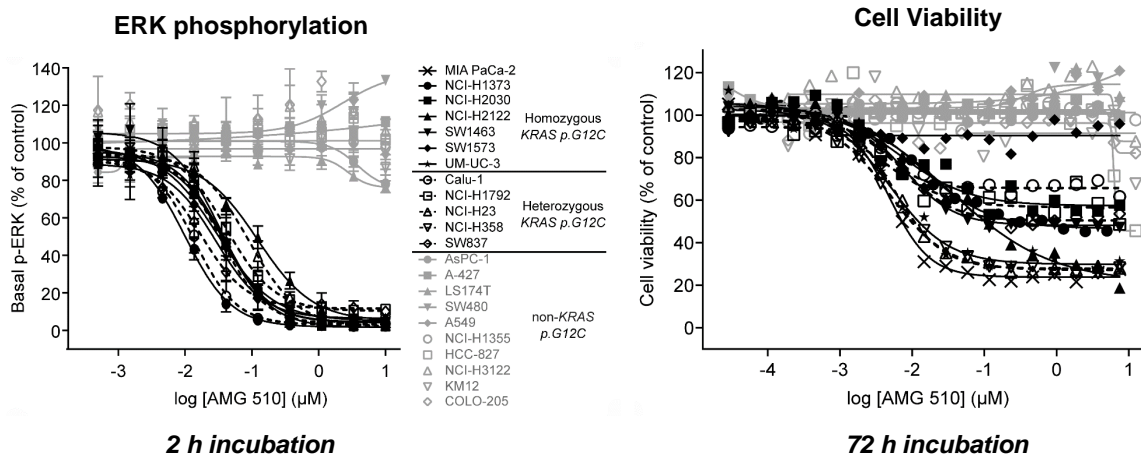 ERK phosphorylation
Basal p-ERK (% of control)
140
120
100
80
60
40
20
0
-3
-2
-1
0
1
log [AMG 510] (µM)
2 h incubation
MIA PaCa-2
NCI-H1373
NCI-H2030
NCI-H2122
SW1463
SW1573
UM-UC-3
Homozygous
KRAS p.G12C
Calu-1
NCI-H1792
NCI-H23
NCI-H358
SW837
Heterozygous
KRAS p.G12C
AsPC-1
A-427
LS174T
SW480
A549
NCI-H1355
HCC-827
NCI-H3122
KM12
COLO-205
non-KRAS
p.G12C
Cell Viability
Cell viability (% of control)
120
100
80
60
40
20
0
-4
-3
-2
-1
0
1
log [AMG 510] (µM)
72 h incubation